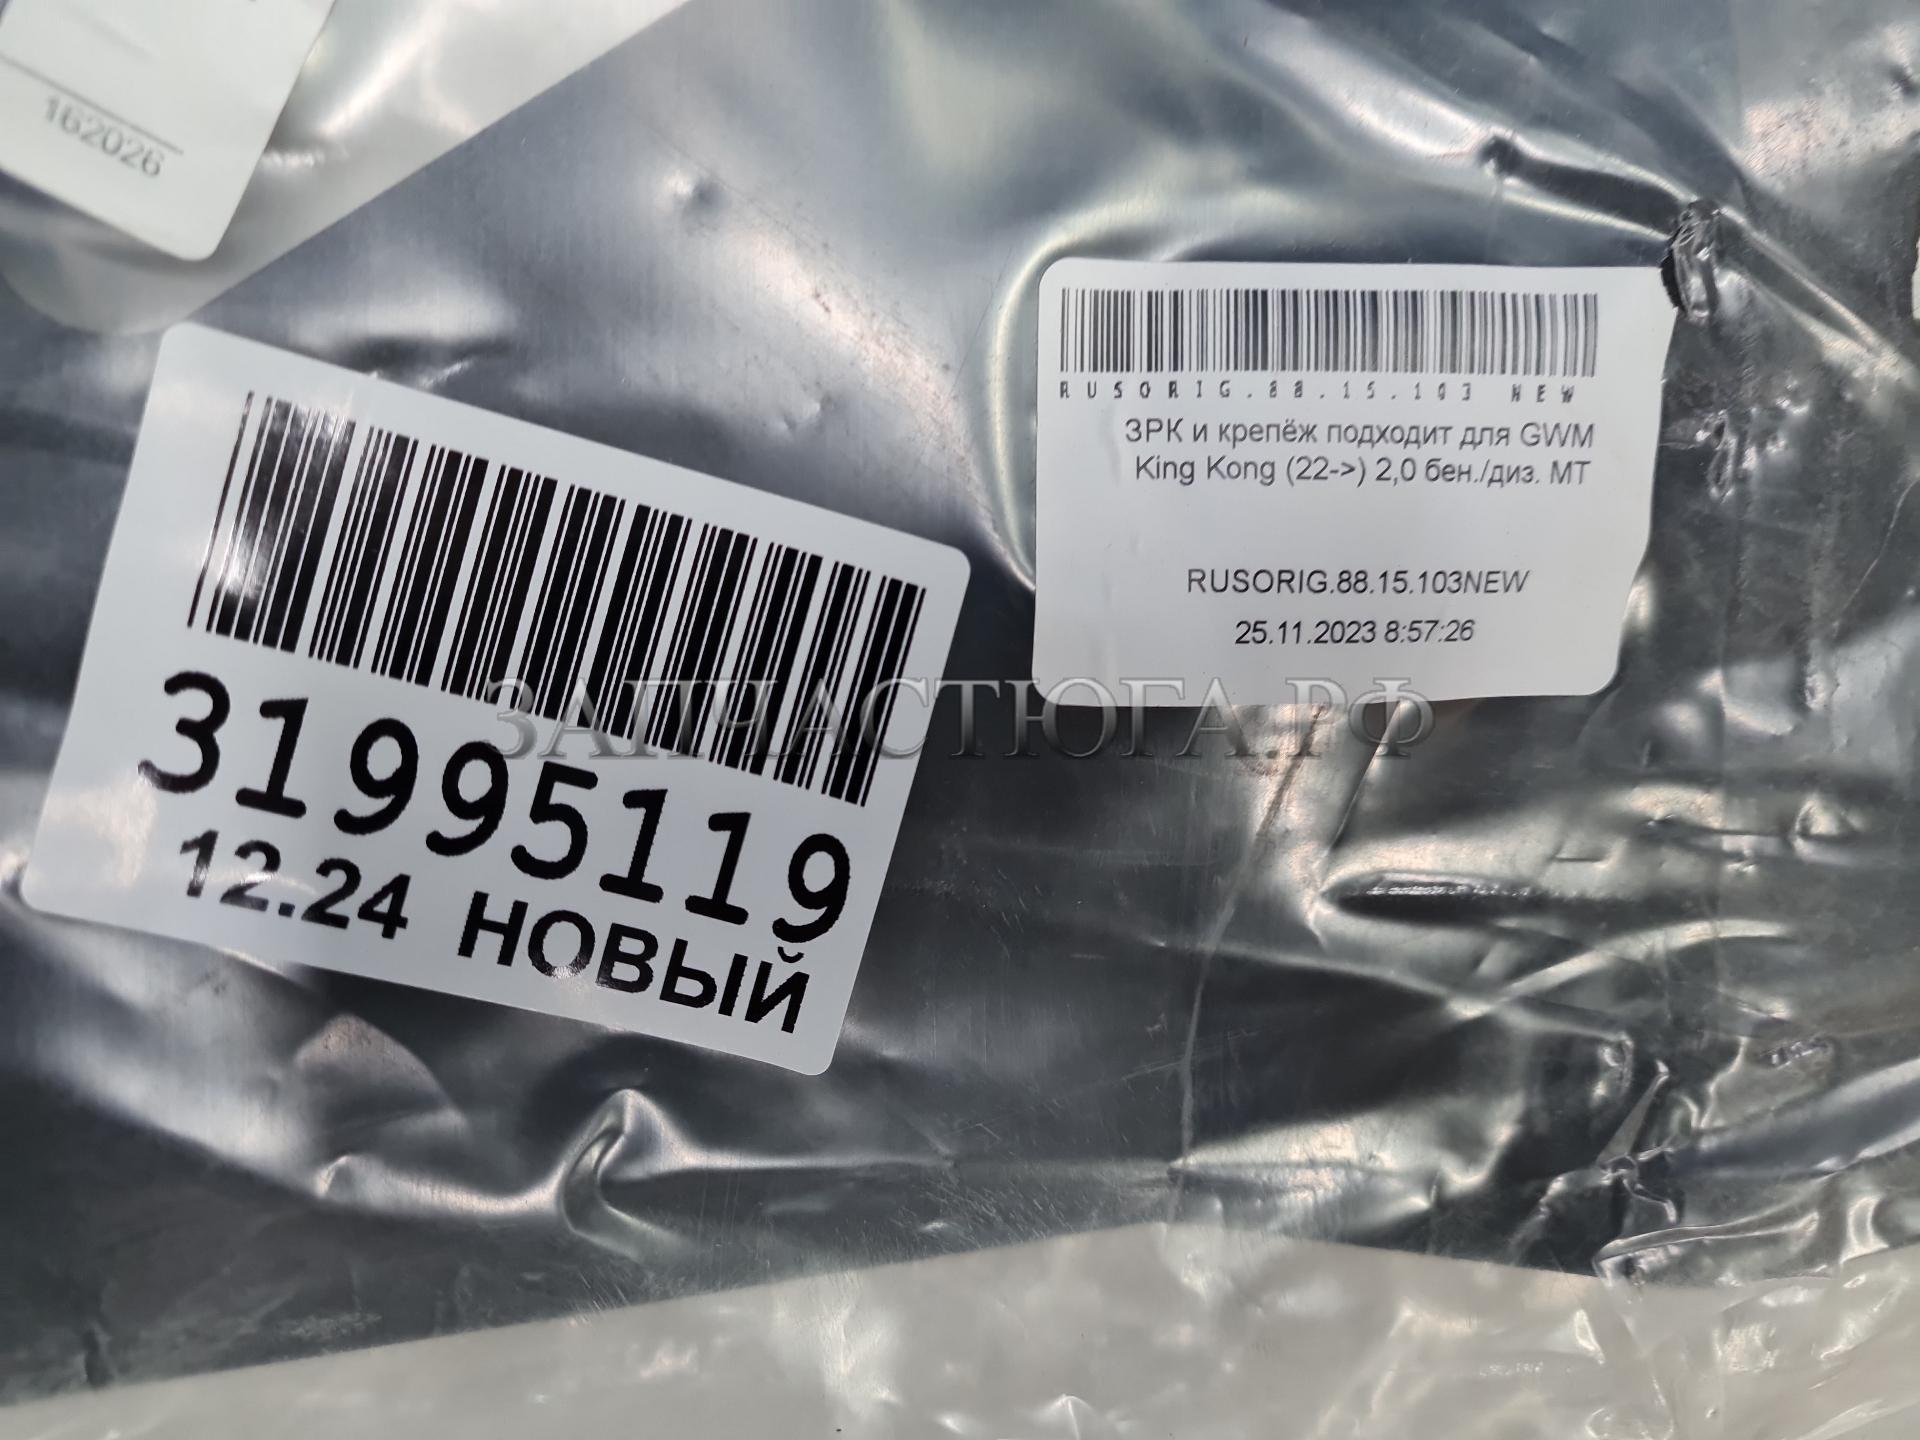 162026
RUSORIG.88.15.103 NEW
ЗРК и крепёж подходит для GWM
King Kong (22->) 2,0 бен./диз. МТ
RUSORIG.88.15.103NEW
25.11.2023 8:57:26
31995119
12.24 НОВЫЙ
ЗАПЧАСТЮГА.РФ